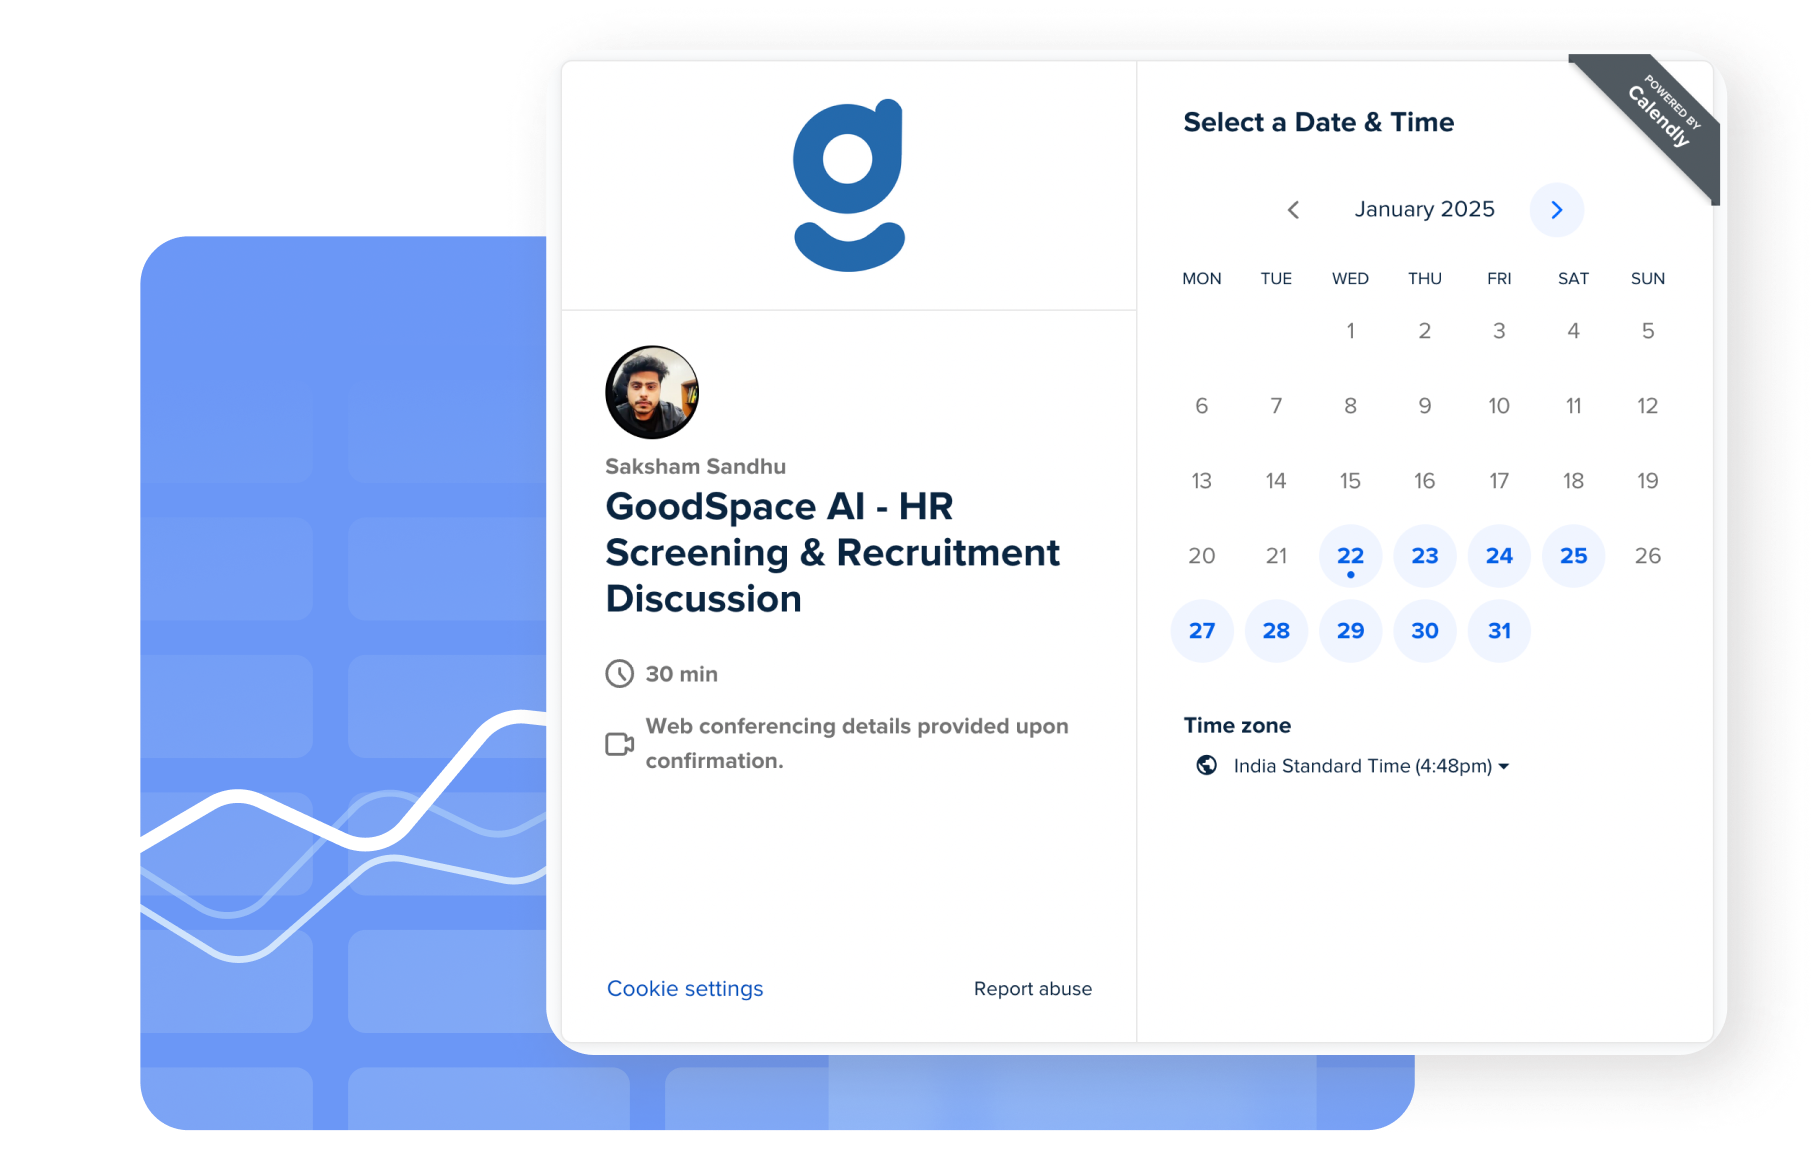 Saksham Sandhu
GoodSpace AI - HR
Screening & Recruitment
Discussion
30 min
Web conferencing details provided upon
confirmation.
Cookie settings
Report abuse
POWERED BY
Calendly
Select a Date & Time
January 2025
MON TUE WED THU FRI SAT SUN
1 2 3 4 5
6 7 8 9 10 11 12
13 14 15 16 17 18 19
20 21 22 23 24 25 26
27 28 29 30 31
Time zone
India Standard Time (4:48pm)